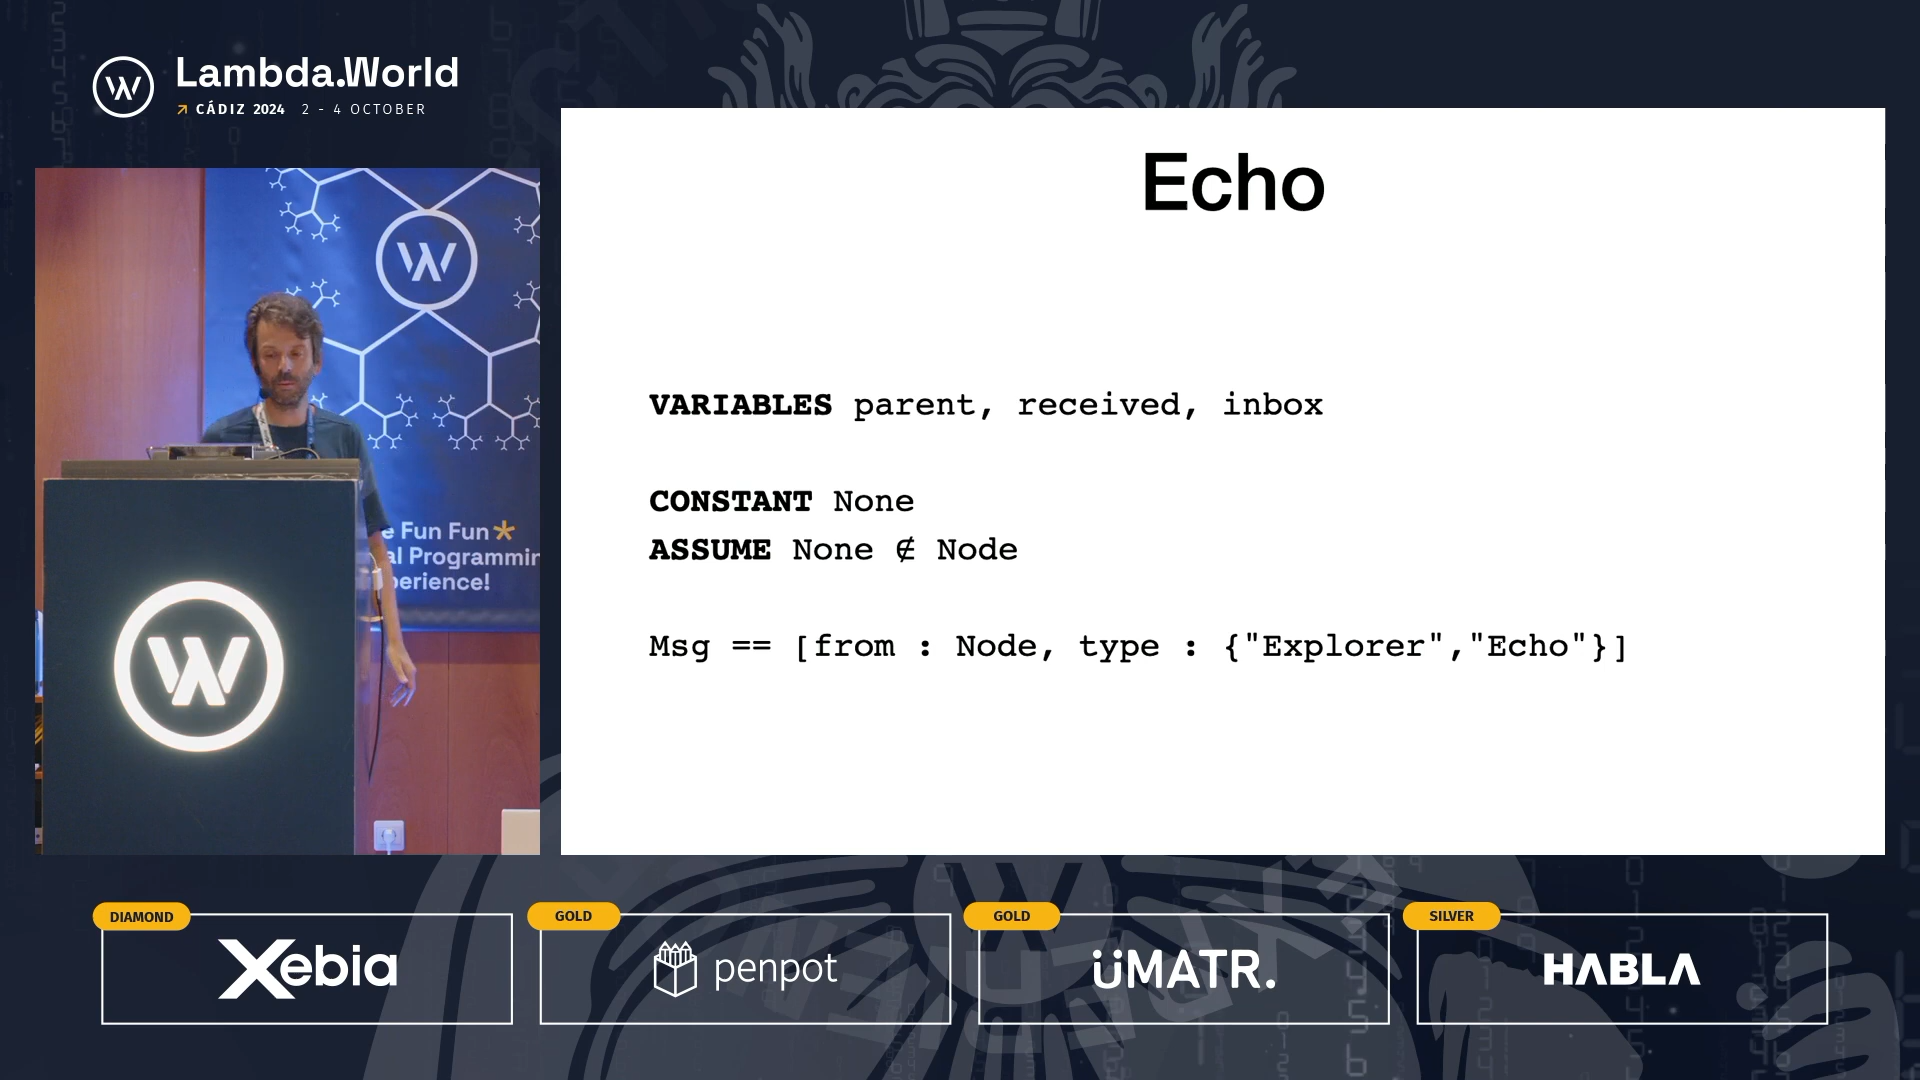 Lambda.World
CÁDIZ 2024 2 - 4 OCTOBER
Echo
VARIABLES parent, received, inbox
CONSTANT None
ASSUME None ∉ Node
Msg == [from : Node, type : {"Explorer","Echo"}]
e Fun Fun*
al Programmin
perience!
DIAMOND
Xebia
GOLD
penpot
GOLD
üMATR.
SILVER
HABLA